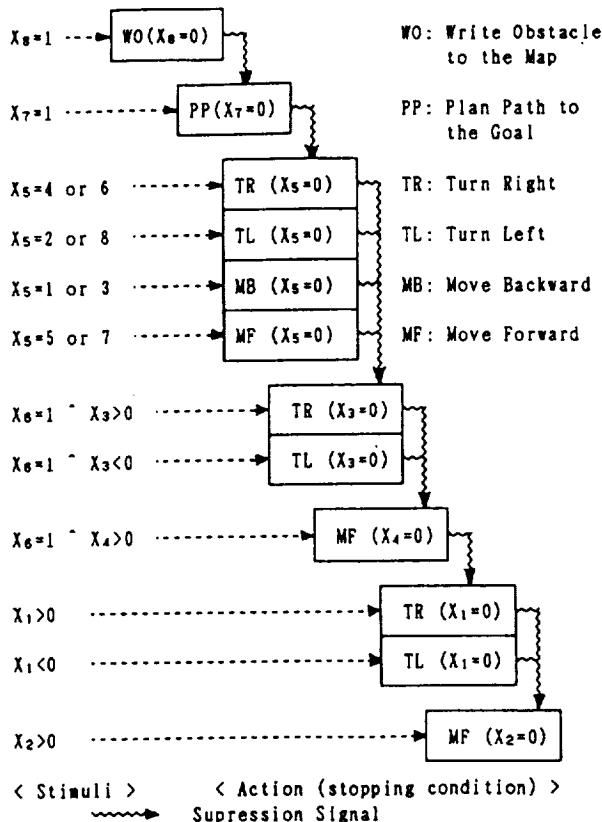 X₈=1 WO(X₈=0) WO: Write Obstacle
to the Map
X₇=1 PP(X₇=0) PP: Plan Path to
the Goal
X₅=4 or 6 TR (X₅=0) TR: Turn Right
X₅=2 or 8 TL (X₅=0) TL: Turn Left
X₅=1 or 3 MB (X₅=0) MB: Move Backward
X₅=5 or 7 MF (X₅=0) MF: Move Forward
X₆=1 ^ X₃>0 TR (X₃=0)
X₆=1 ^ X₃<0 TL (X₃=0)
X₆=1 ^ X₄>0 MF (X₄=0)
X₁>0 TR (X₁=0)
X₁<0 TL (X₁=0)
X₂>0 MF (X₂=0)
< Stimuli > < Action (stopping condition) >
Supression Signal